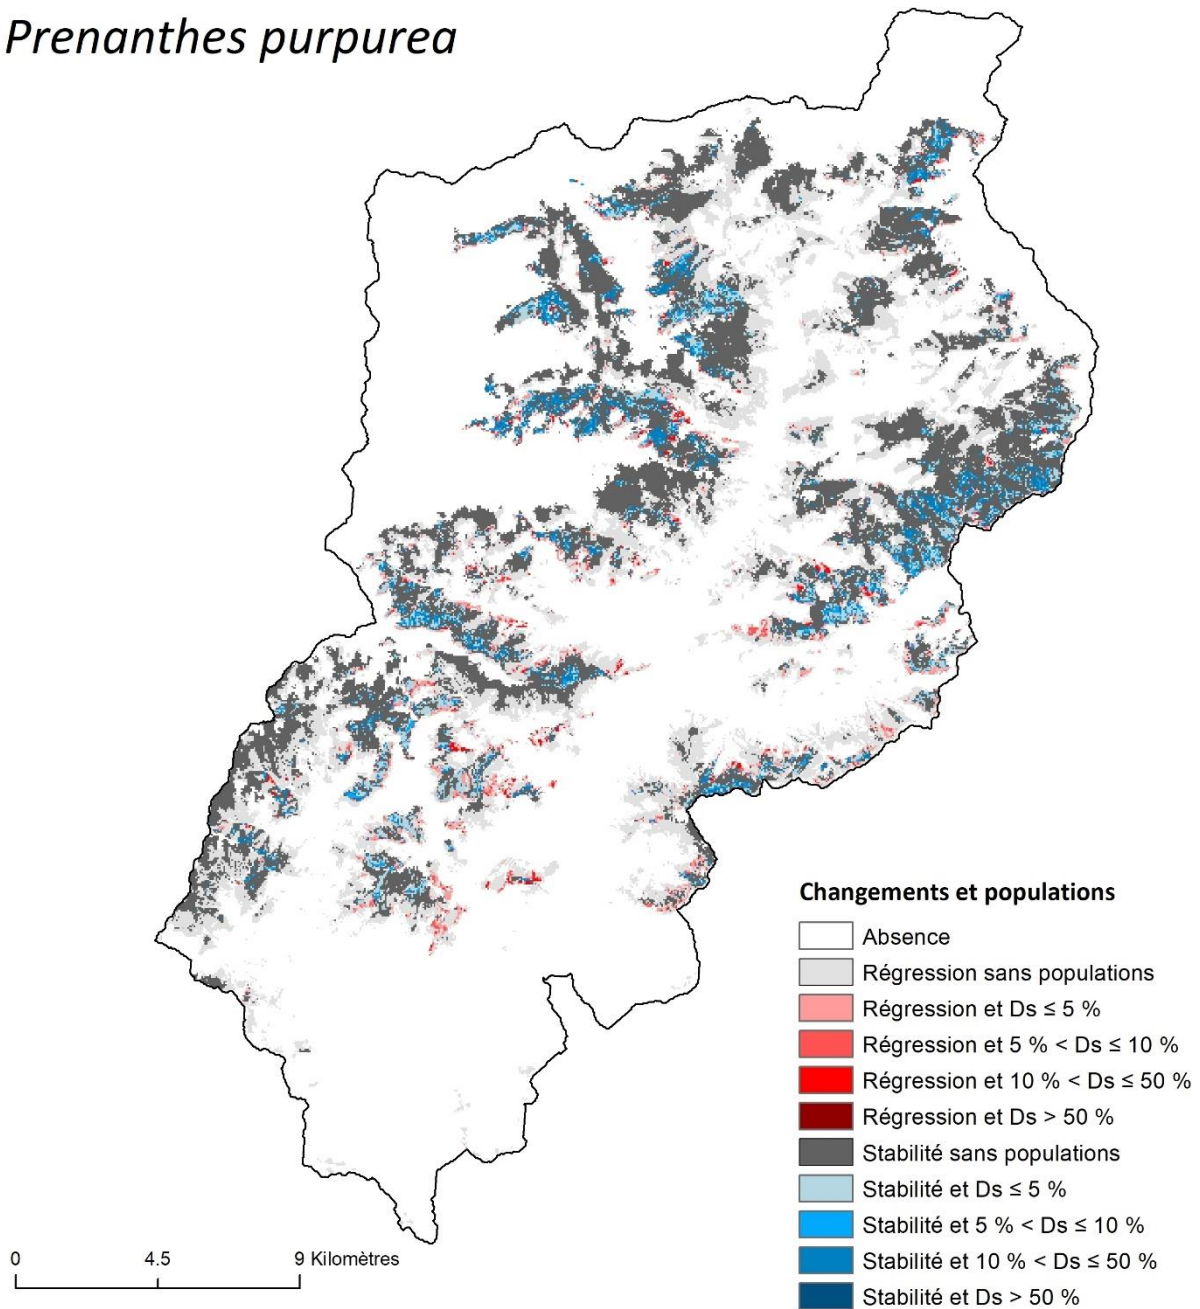 Prenanthes purpurea
Changements et populations
Absence
Régression sans populations
Régression et Ds ≤ 5 %
Régression et 5 % < Ds ≤ 10 %
Régression et 10 % < Ds ≤ 50 %
Régression et Ds > 50 %
Stabilité sans populations
Stabilité et Ds ≤ 5 %
Stabilité et 5 % < Ds ≤ 10 %
Stabilité et 10 % < Ds ≤ 50 %
Stabilité et Ds > 50 %
0 4.5 9 Kilomètres